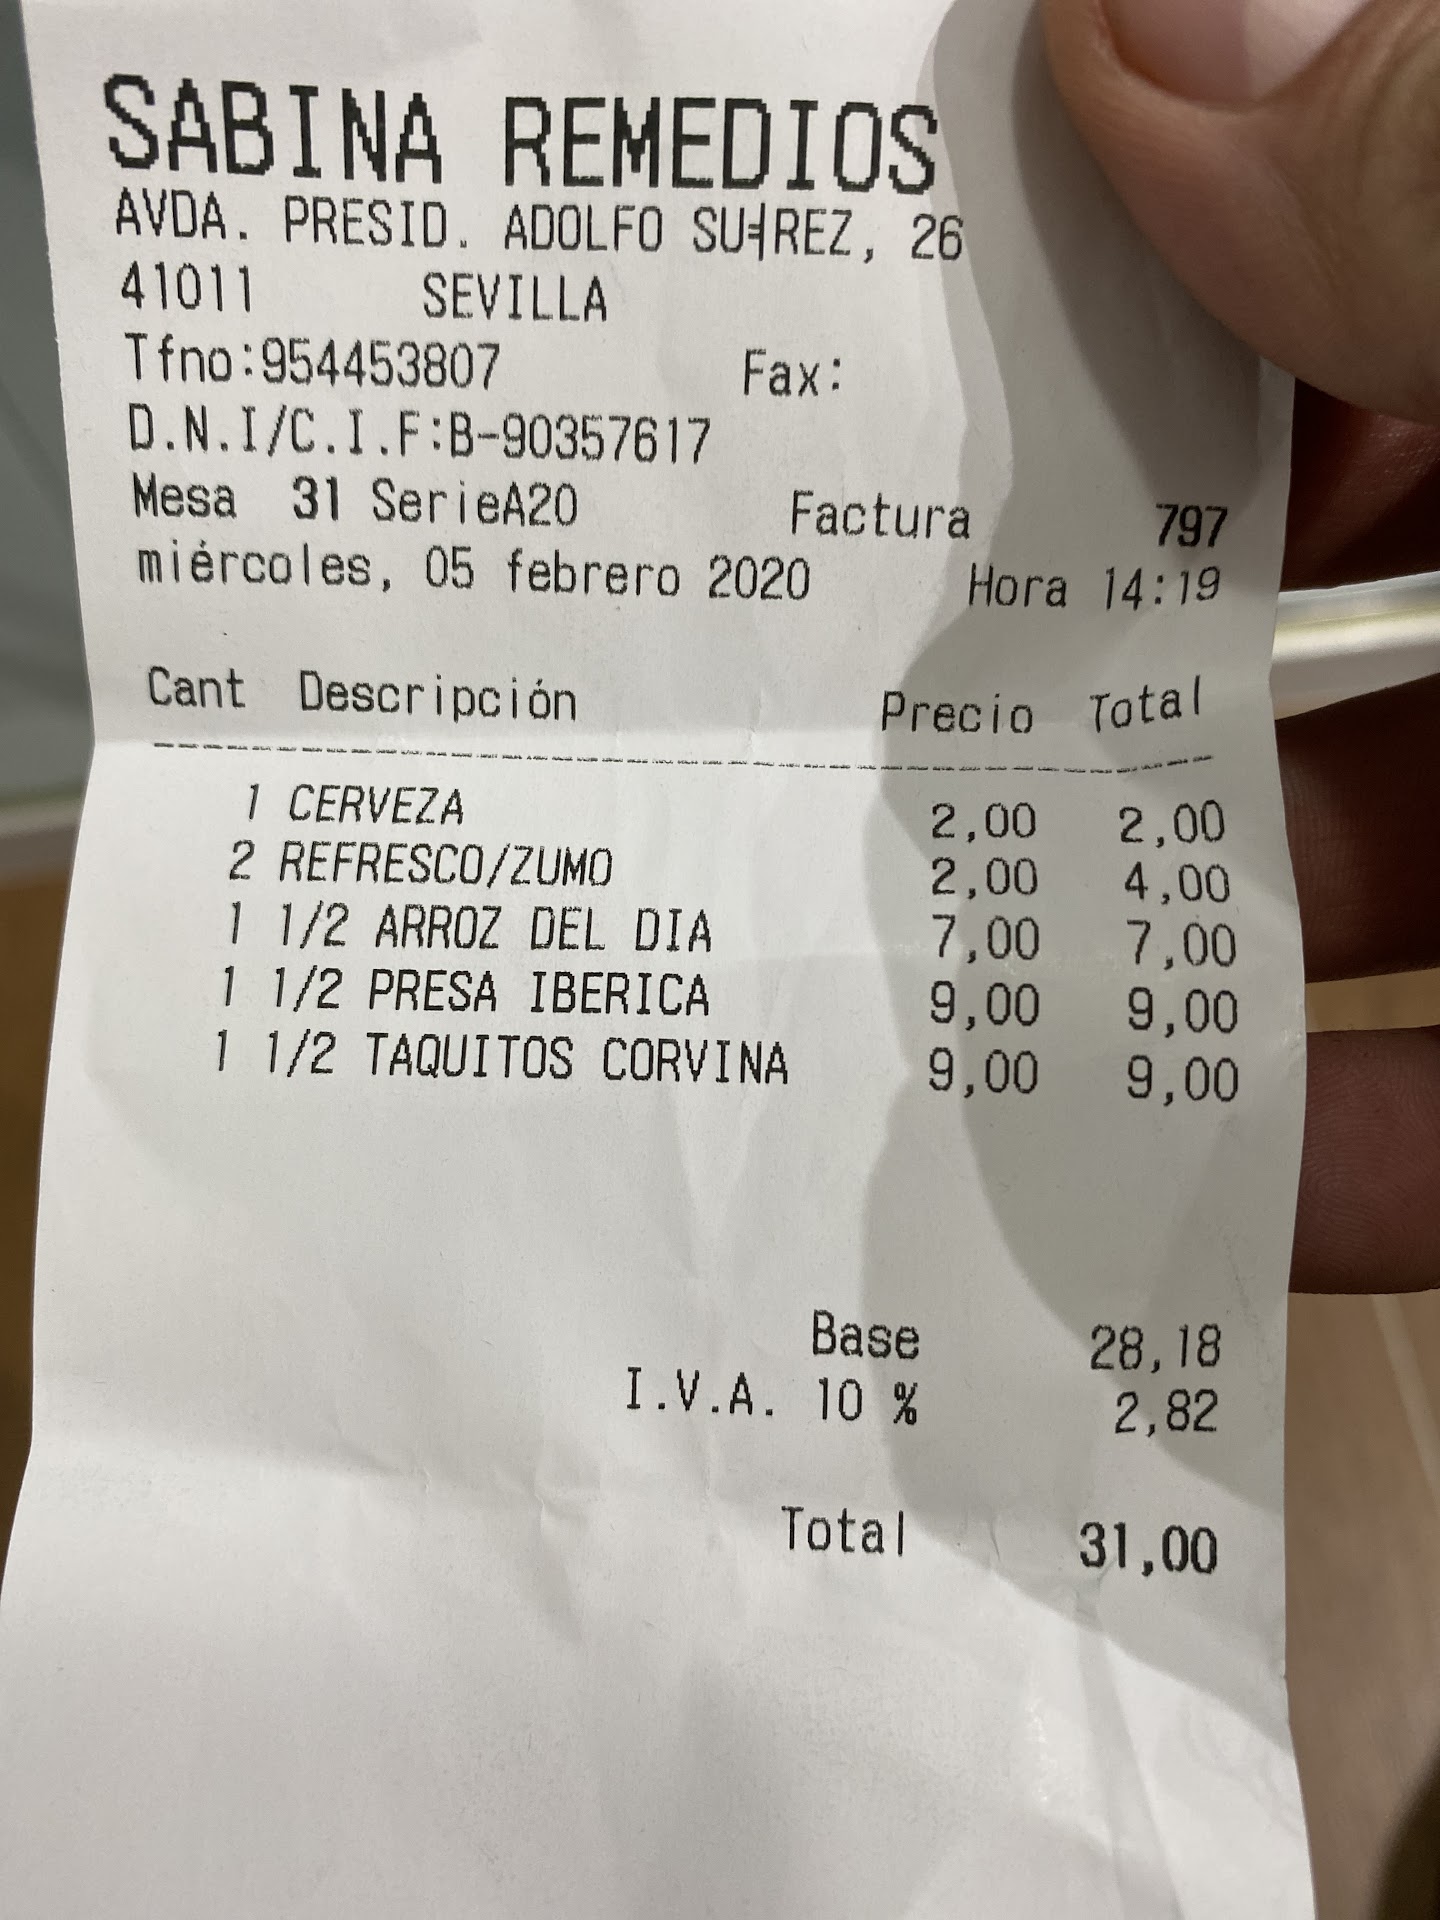 SABINA REMEDIOS
AVDA. PRESID. ADOLFO SU╡REZ, 26
41011 SEVILLA
Tfno:954453807 Fax:
D.N.I/C.I.F:B-90357617
Mesa 31 SerieA20 Factura 797
miércoles, 05 febrero 2020 Hora 14:19
Cant Descripción Precio Total
1 CERVEZA 2,00 2,00
2 REFRESCO/ZUMO 2,00 4,00
1 1/2 ARROZ DEL DIA 7,00 7,00
1 1/2 PRESA IBERICA 9,00 9,00
1 1/2 TAQUITOS CORVINA 9,00 9,00
Base 28,18
I.V.A. 10 % 2,82
Total 31,00